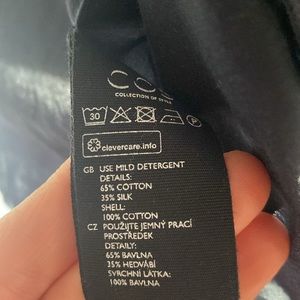 COS
COLLECTION OF STYLE
30
P
clevercare.info
GB USE MILD DETERGENT
DETAILS:
65% COTTON
35% SILK
SHELL:
100% COTTON
CZ POUŽIJTE JEMNÝ PRACÍ
PROSTŘEDEK
DETAILY:
65% BAVLNA
35% HEDVÁBÍ
SVRCHNÍ LÁTKA:
100% BAVLNA